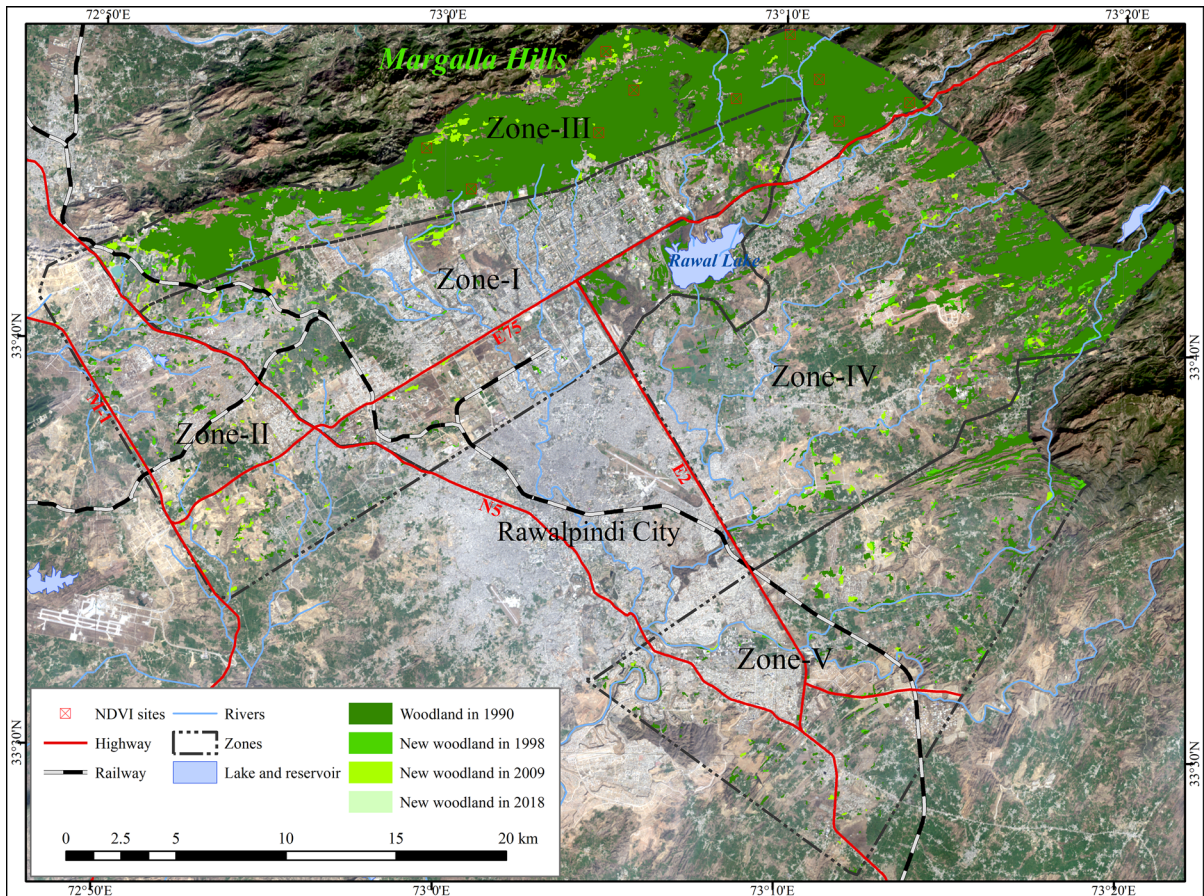 72°50'E
73°0'E
73°10'E
73°20'E
Margalla Hills
Zone-III
Rawal Lake
Zone-I
33°40'N
33°40'N
E75
Zone-IV
M-1
Zone-II
E2
N5
Rawalpindi City
Zone-V
33°30'N
33°30'N
NDVI sites
Rivers
Woodland in 1990
Highway
Zones
New woodland in 1998
Railway
Lake and reservoir
New woodland in 2009
New woodland in 2018
0 2.5 5 10 15 20 km
72°50'E
73°0'E
73°10'E
73°20'E